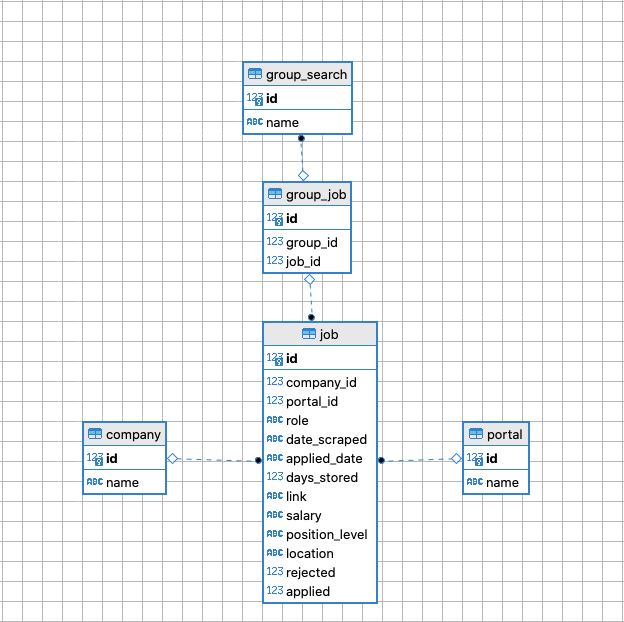 group_search
123 id
ABC name
group_job
123 id
123 group_id
123 job_id
job
123 id
123 company_id
123 portal_id
ABC role
ABC date_scraped
ABC applied_date
123 days_stored
ABC link
ABC salary
ABC position_level
ABC location
123 rejected
123 applied
company
123 id
ABC name
portal
123 id
ABC name